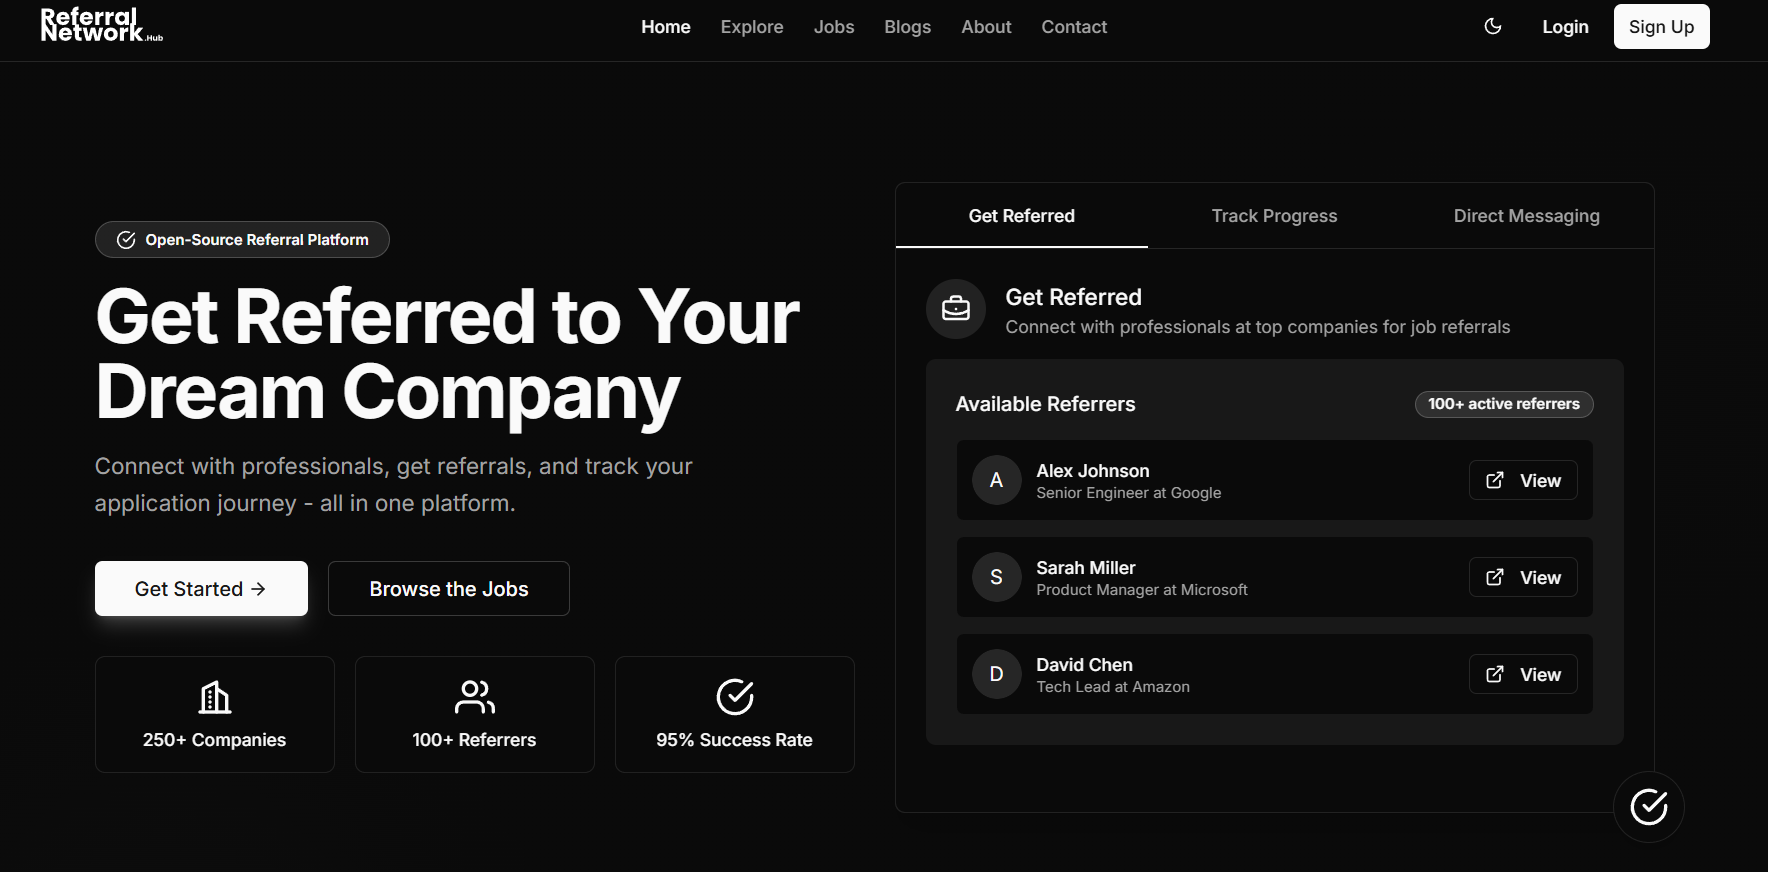 Referral
Network.Hub
Home
Explore
Jobs
Blogs
About
Contact
Login
Sign Up
Open-Source Referral Platform
Get Referred to Your
Dream Company
Connect with professionals, get referrals, and track your
application journey - all in one platform.
Get Started →
Browse the Jobs
250+ Companies
100+ Referrers
95% Success Rate
Get Referred
Track Progress
Direct Messaging
Get Referred
Connect with professionals at top companies for job referrals
Available Referrers
100+ active referrers
A
Alex Johnson
Senior Engineer at Google
View
S
Sarah Miller
Product Manager at Microsoft
View
D
David Chen
Tech Lead at Amazon
View